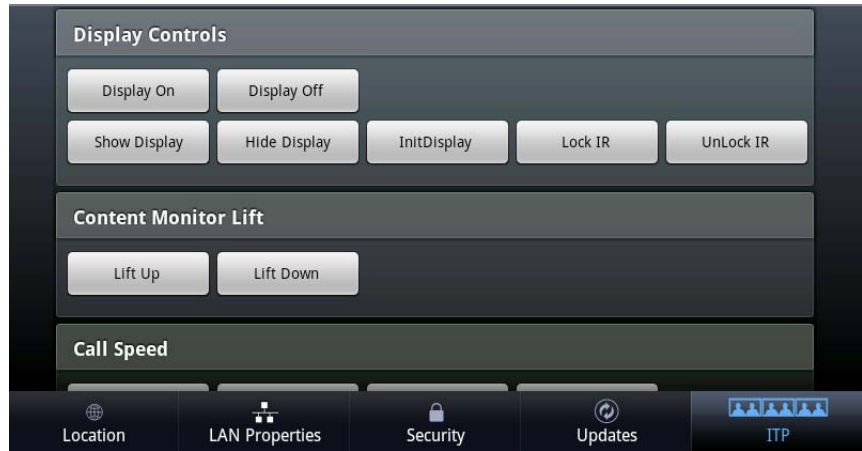 Display Controls
Display On Display Off
Show Display Hide Display InitDisplay Lock IR UnLock IR
Content Monitor Lift
Lift Up Lift Down
Call Speed
Location LAN Properties Security Updates ITP